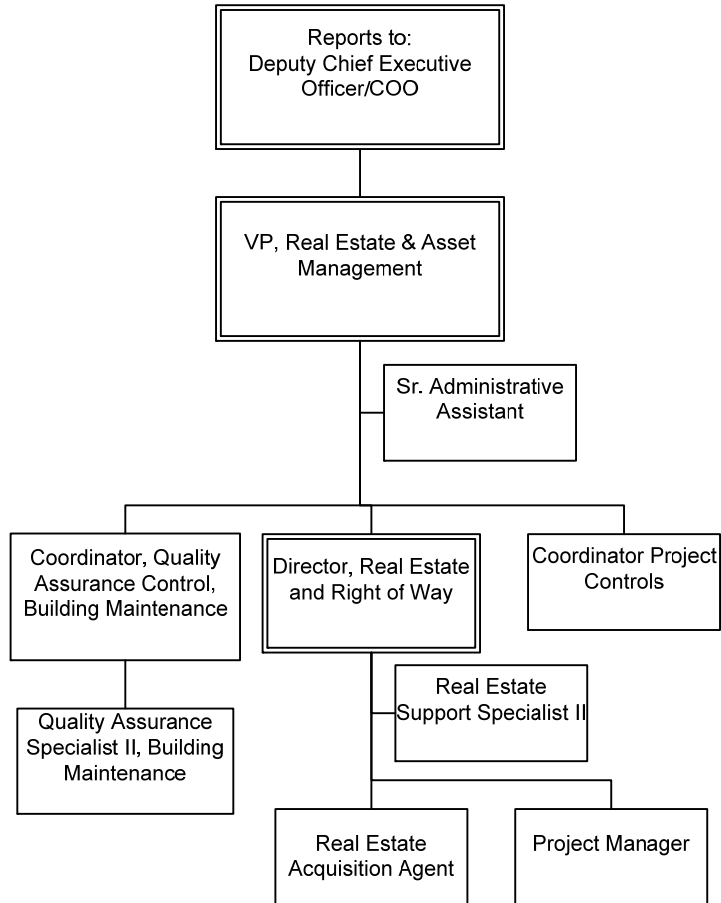 Reports to:
Deputy Chief Executive
Officer/COO
VP, Real Estate & Asset
Management
Sr. Administrative
Assistant
Coordinator, Quality
Assurance Control,
Building Maintenance
Director, Real Estate
and Right of Way
Coordinator Project
Controls
Quality Assurance
Specialist II, Building
Maintenance
Real Estate
Support Specialist II
Real Estate
Acquisition Agent
Project Manager